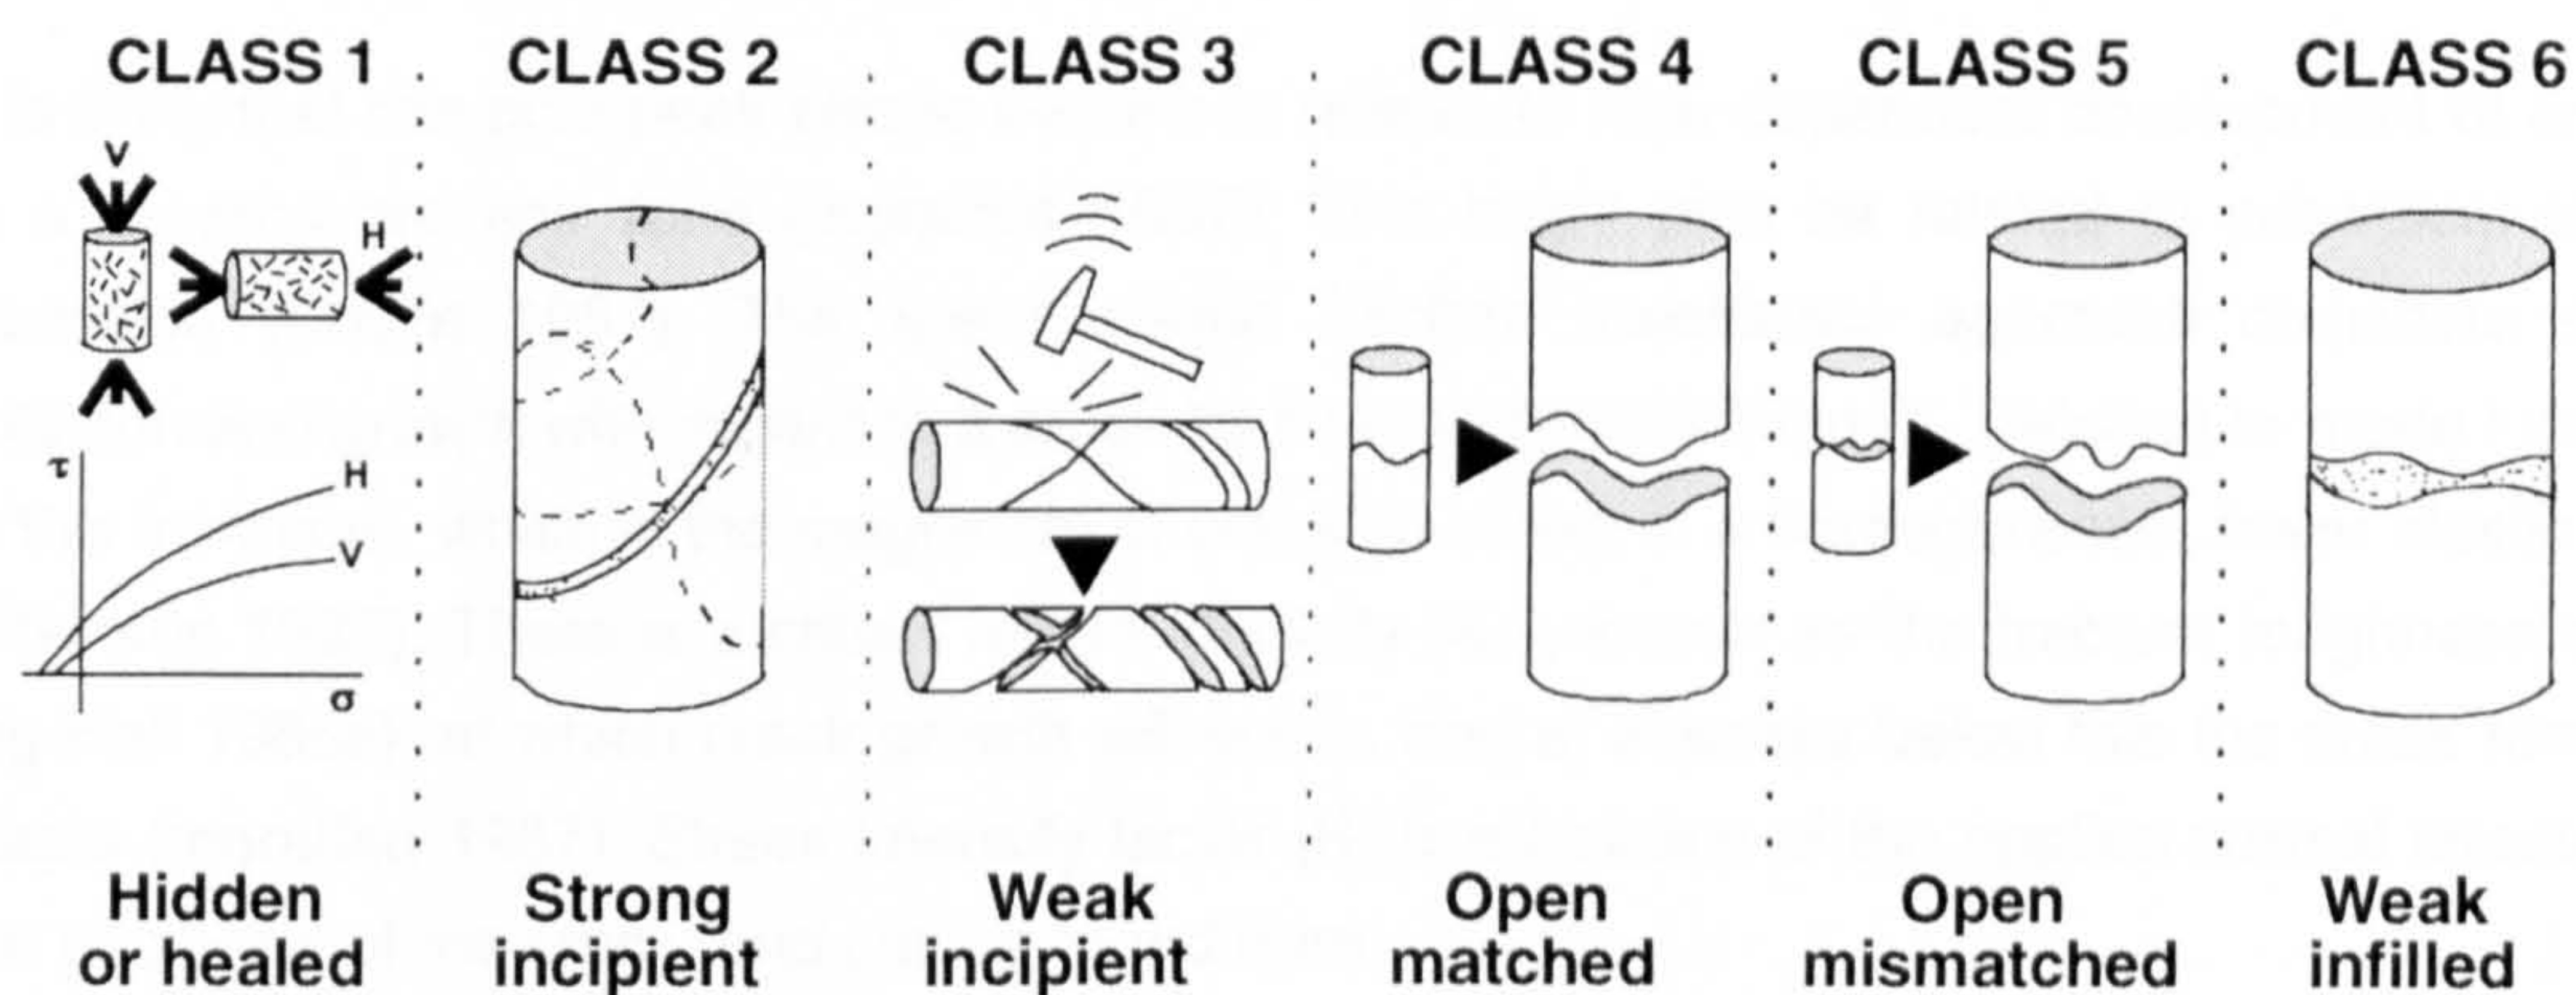 CLASS 1
CLASS 2
CLASS 3
CLASS 4
CLASS 5
CLASS 6
V
H
τ
H
V
σ
Hidden
or healed
Strong
incipient
Weak
incipient
Open
matched
Open
mismatched
Weak
infilled